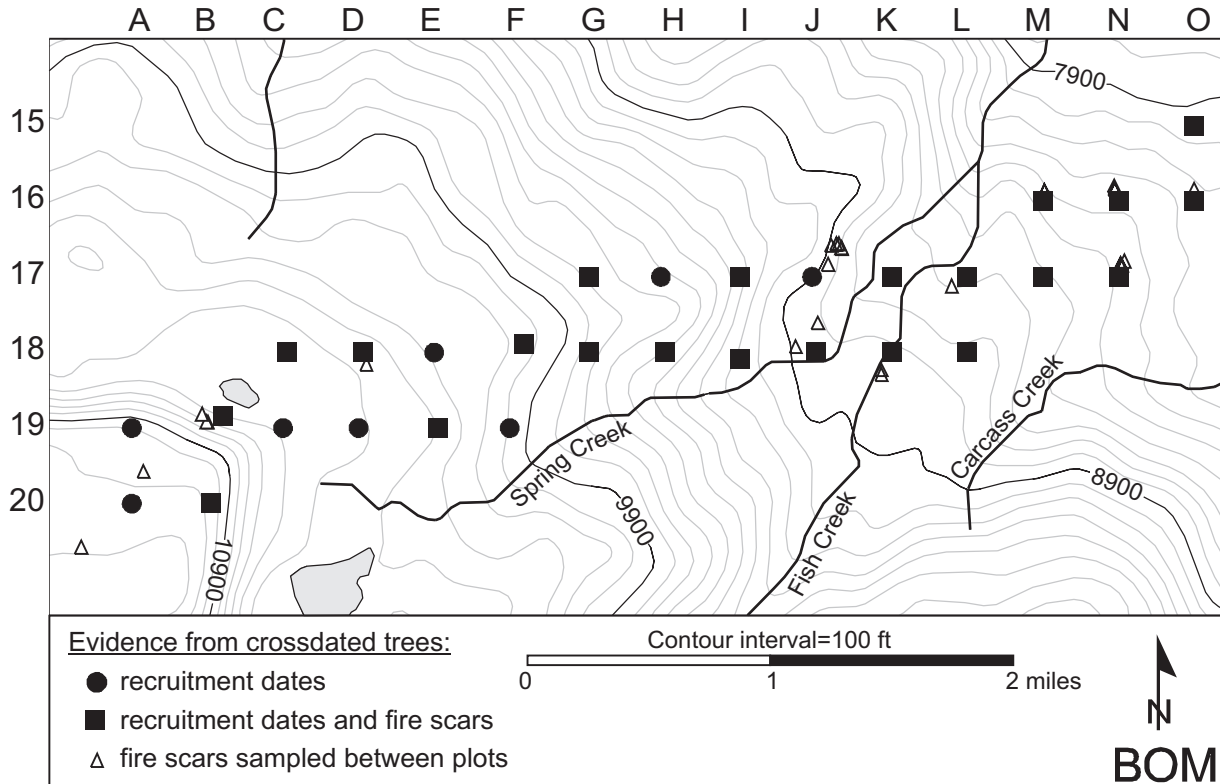 A B C D E F G H I J K L M N O
15
16
17
18
19
20
7900
8900
9900
10900
Spring Creek
Fish Creek
Carcass Creek
Evidence from crossdated trees:
recruitment dates
recruitment dates and fire scars
fire scars sampled between plots
Contour interval=100 ft
0 1 2 miles
N
BOM